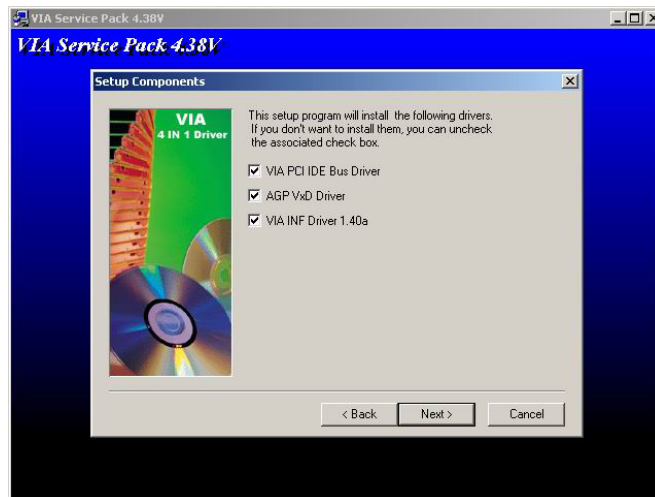 VIA Service Pack 4.38V
VIA Service Pack 4.38V
Setup Components
VIA
4 IN 1 Driver
This setup program will install the following drivers.
If you don't want to install them, you can uncheck
the associated check box.
VIA PCI IDE Bus Driver
AGP VxD Driver
VIA INF Driver 1.40a
< Back
Next >
Cancel